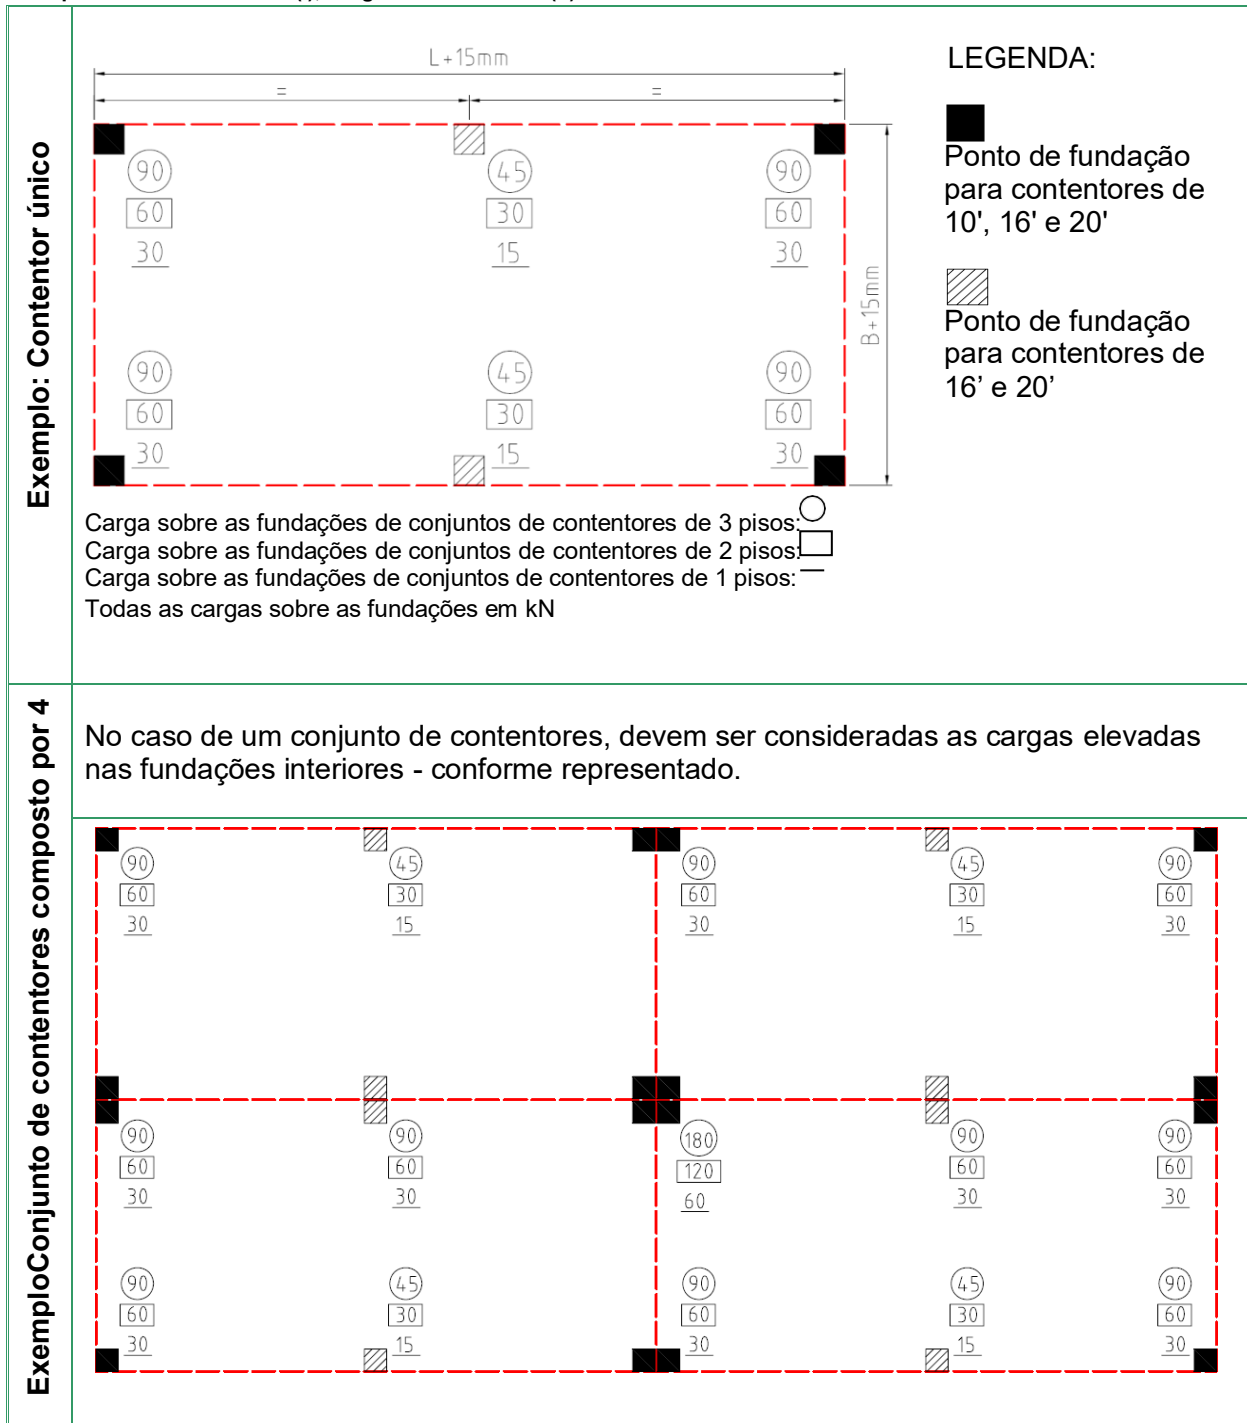 Exemplo: Contentor único
L+15mm
= =
90 45 90
60 30 60
30 15 30
B+15mm
90 45 90
60 30 60
30 15 30
LEGENDA:
Ponto de fundação
para contentores de
10', 16' e 20'
Ponto de fundação
para contentores de
16’ e 20’
Carga sobre as fundações de conjuntos de contentores de 3 pisos:
Carga sobre as fundações de conjuntos de contentores de 2 pisos:
Carga sobre as fundações de conjuntos de contentores de 1 pisos:
Todas as cargas sobre as fundações em kN
ExemploConjunto de contentores composto por 4
No caso de um conjunto de contentores, devem ser consideradas as cargas elevadas
nas fundações interiores - conforme representado.
90 45 90 45 90
60 30 60 30 60
30 15 30 15 30
90 90 180 90 90
60 60 120 60 60
30 30 60 30 30
90 45 90 45 90
60 30 60 30 60
30 15 30 15 30